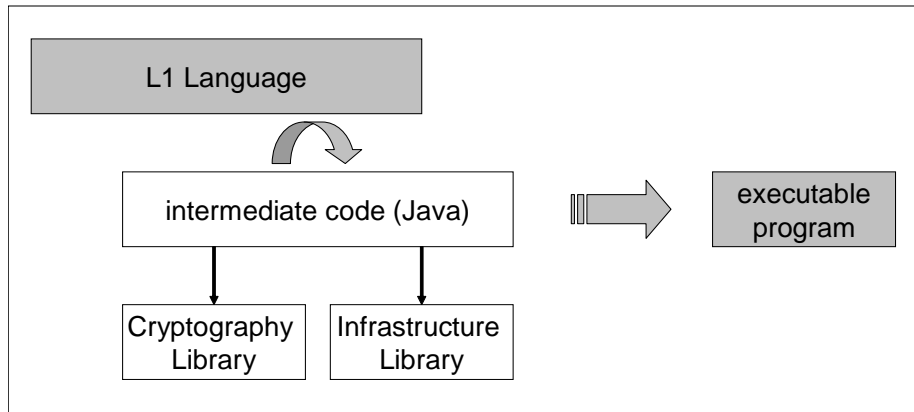 L1 Language
intermediate code (Java)
executable
program
Cryptography
Library
Infrastructure
Library